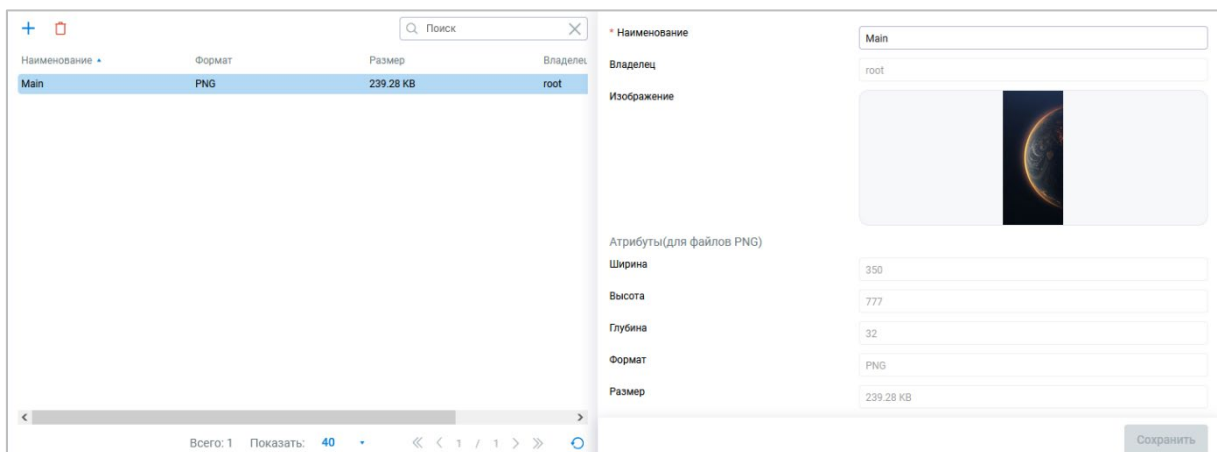 Поиск
Наименование Формат Размер Владелец
Main PNG 239.28 KB root
Всего: 1 Показать: 40 1 / 1
* Наименование Main
Владелец root
Изображение
Атрибуты(для файлов PNG)
Ширина 350
Высота 777
Глубина 32
Формат PNG
Размер 239.28 KB
Сохранить